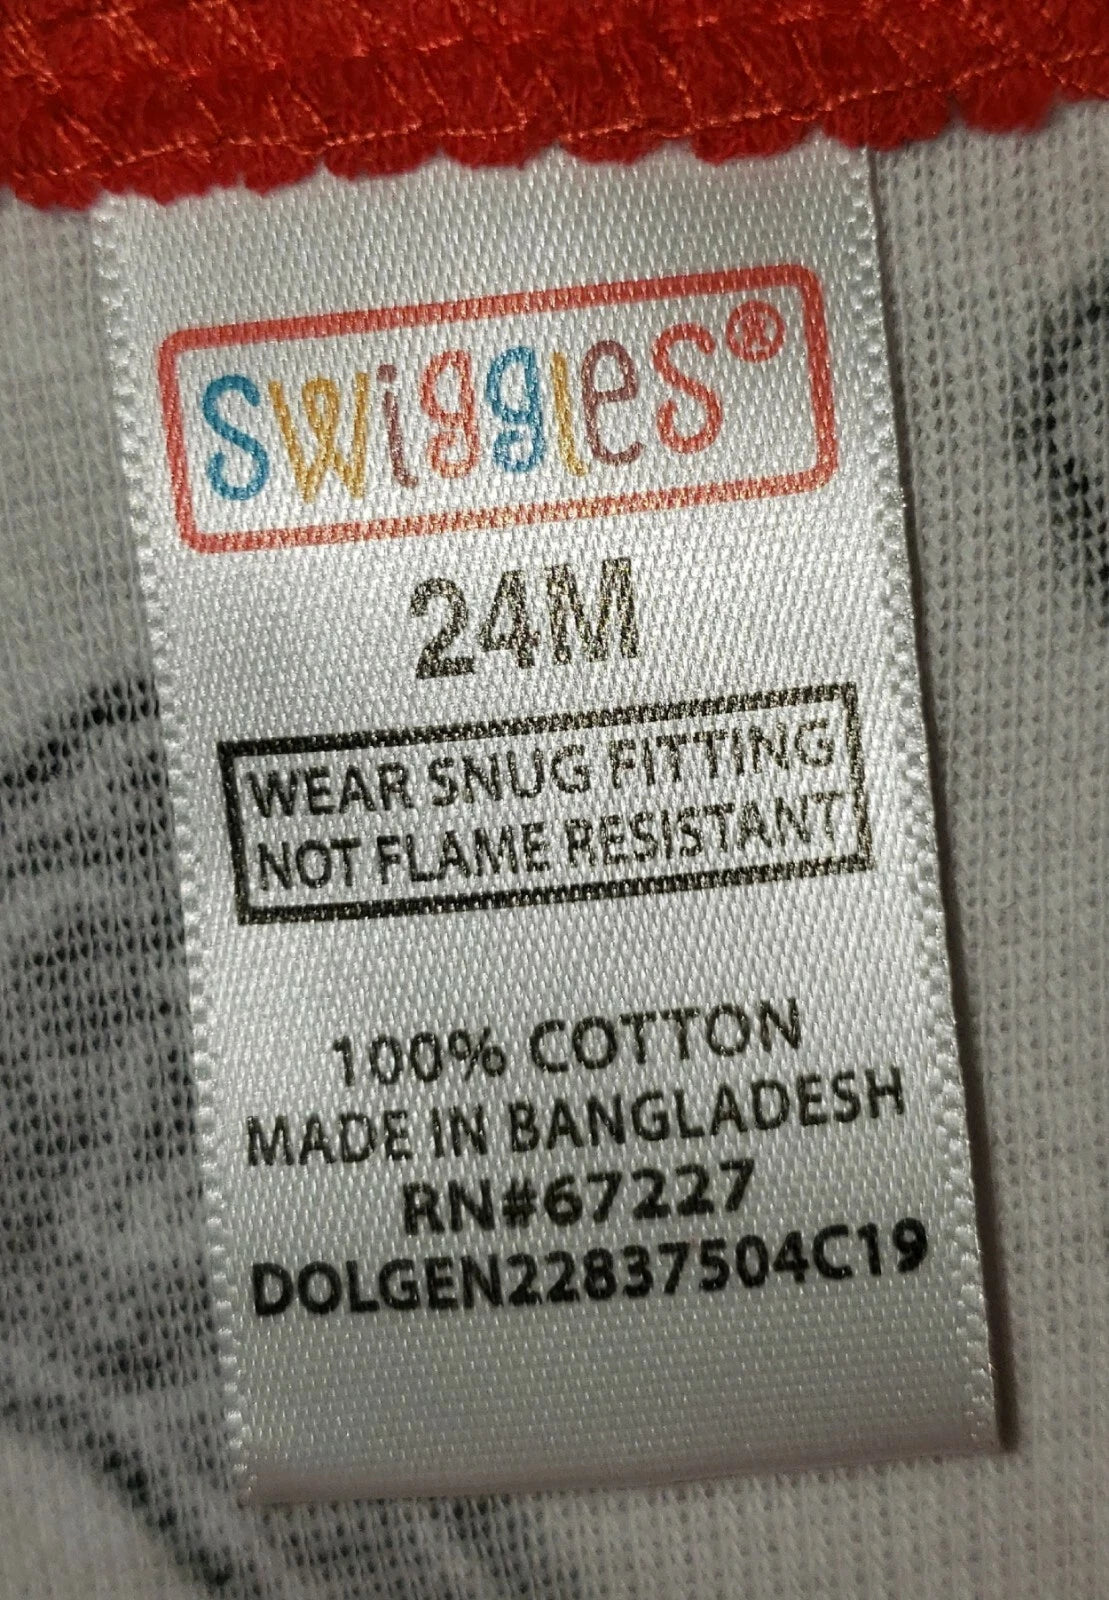 swiggles®
24M
WEAR SNUG FITTING
NOT FLAME RESISTANT
100% COTTON
MADE IN BANGLADESH
RN#67227
DOLGEN22837504C19